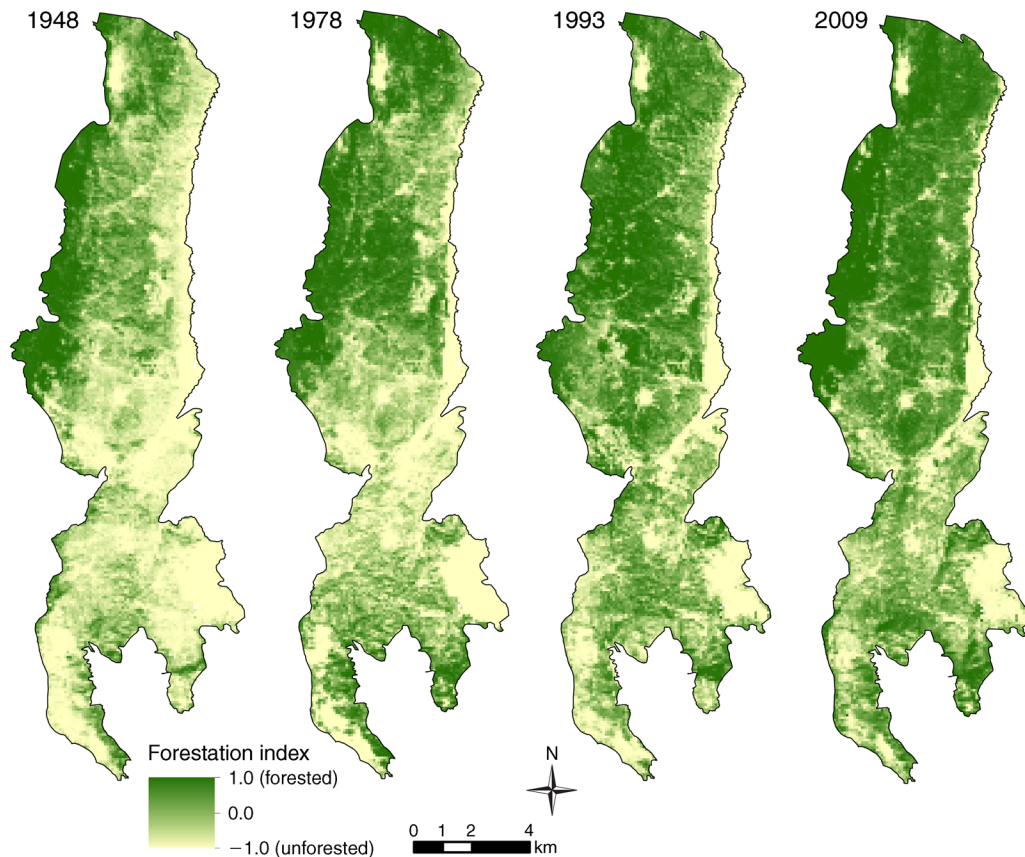 1948
1978
1993
2009
Forestation index
1.0 (forested)
0.0
−1.0 (unforested)
N
0 1 2 4
km